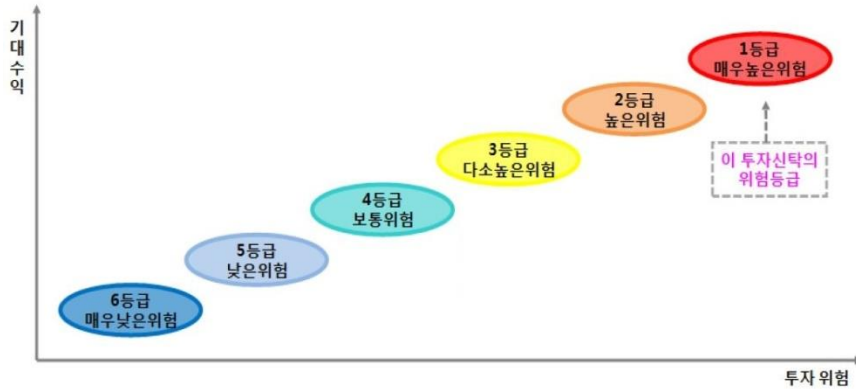 기
대
수
익
1등급
매우높은위험
2등급
높은위험
3등급
다소높은위험
이 투자신탁의
위험등급
4등급
보통위험
5등급
낮은위험
6등급
매우낮은위험
투자 위험